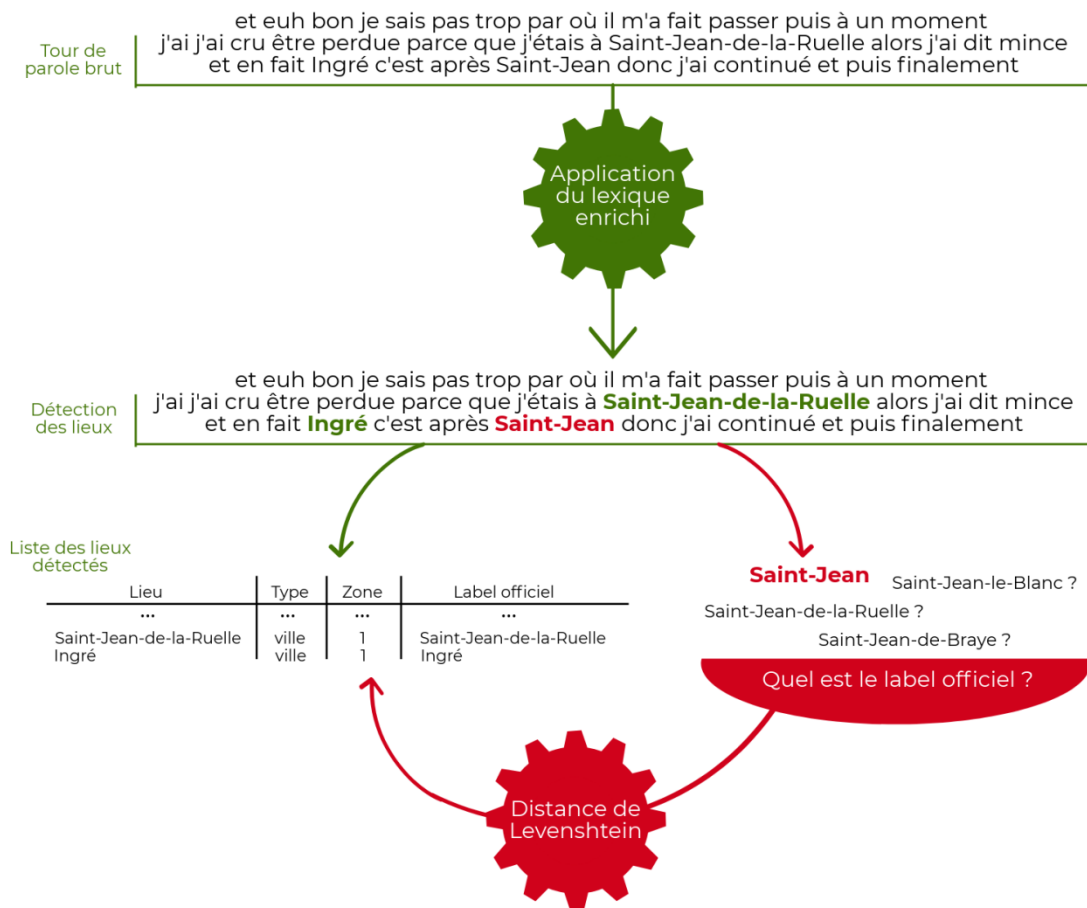 et euh bon je sais pas trop par où il m'a fait passer puis à un moment
j'ai j'ai cru être perdue parce que j'étais à Saint-Jean-de-la-Ruelle alors j'ai dit mince
et en fait Ingré c'est après Saint-Jean donc j'ai continué et puis finalement
Tour de
parole brut
Application
du lexique
enrichi
et euh bon je sais pas trop par où il m'a fait passer puis à un moment
j'ai j'ai cru être perdue parce que j'étais à Saint-Jean-de-la-Ruelle alors j'ai dit mince
et en fait Ingré c'est après Saint-Jean donc j'ai continué et puis finalement
Détection
des lieux
Liste des lieux
détectés
Lieu Type Zone Label officiel
... ... ... ...
Saint-Jean-de-la-Ruelle ville 1 Saint-Jean-de-la-Ruelle
Ingré ville 1 Ingré
Saint-Jean
Saint-Jean-le-Blanc ?
Saint-Jean-de-la-Ruelle ?
Saint-Jean-de-Braye ?
Quel est le label officiel ?
Distance de
Levenshtein